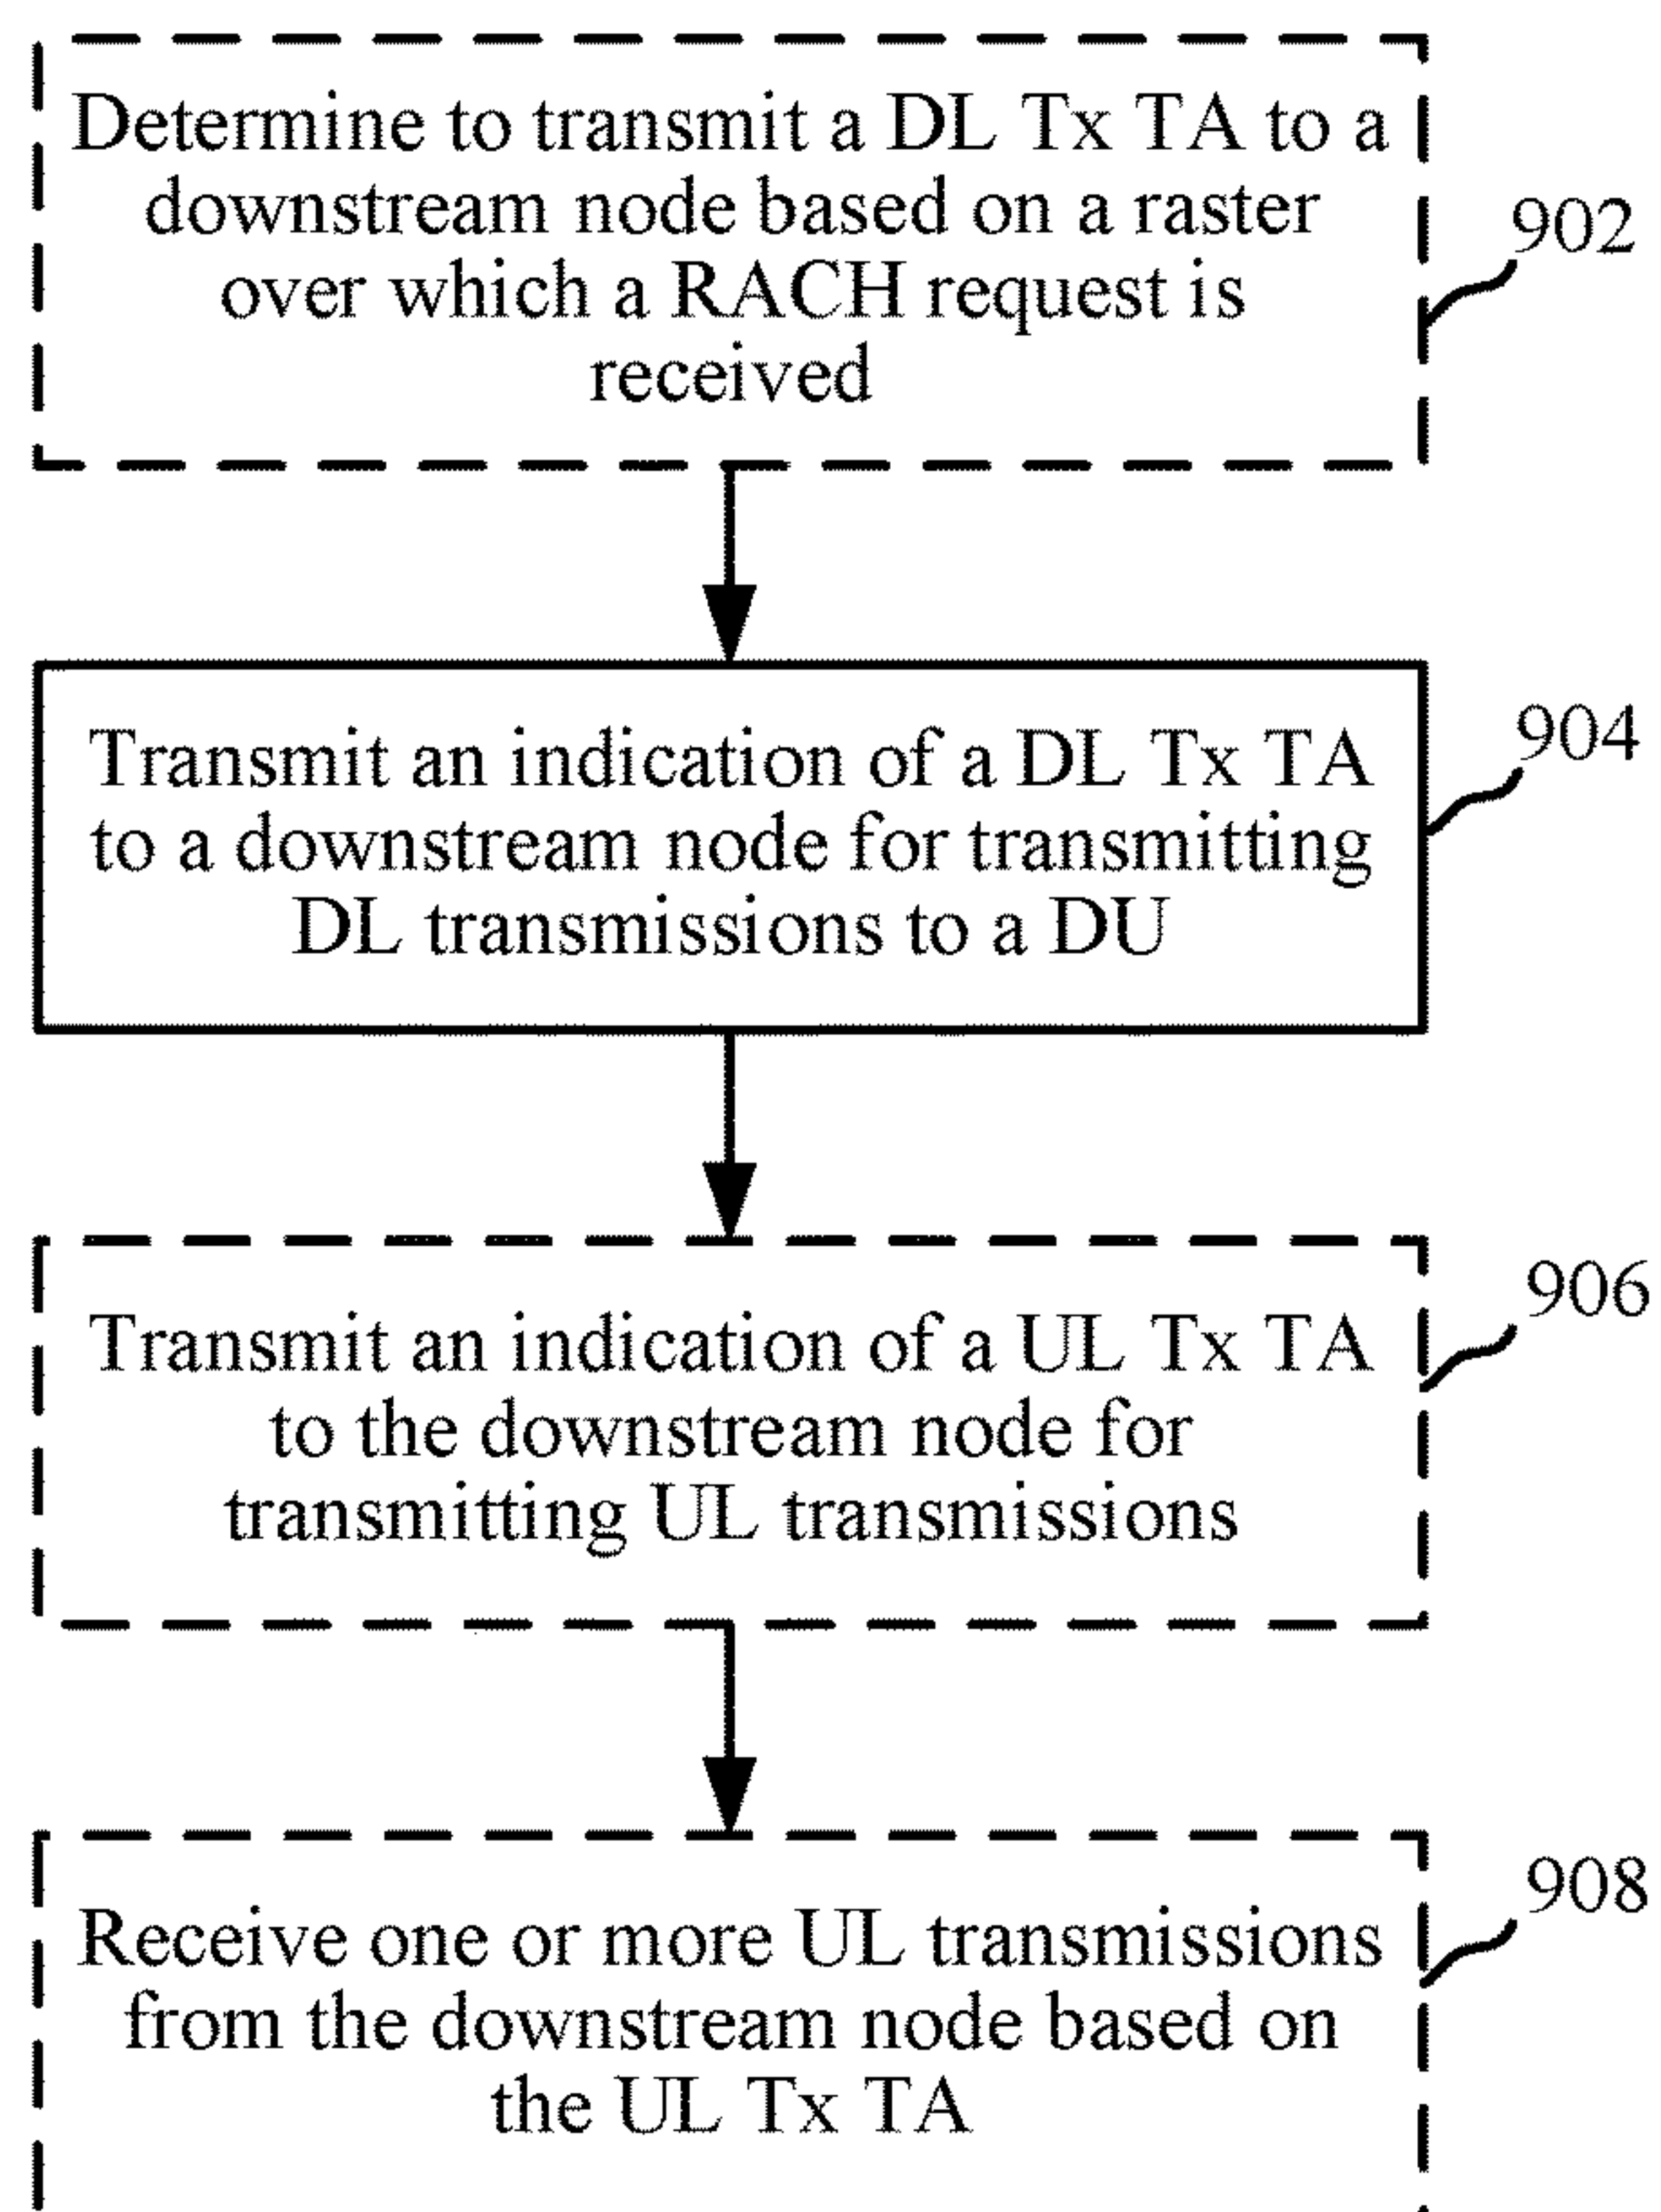 Determine to transmit a DL Tx TA to a
downstream node based on a raster
over which a RACH request is
received
902
Transmit an indication of a DL Tx TA
to a downstream node for transmitting
DL transmissions to a DU
904
Transmit an indication of a UL Tx TA
to the downstream node for
transmitting UL transmissions
906
Receive one or more UL transmissions
from the downstream node based on
the UL Tx TA
908